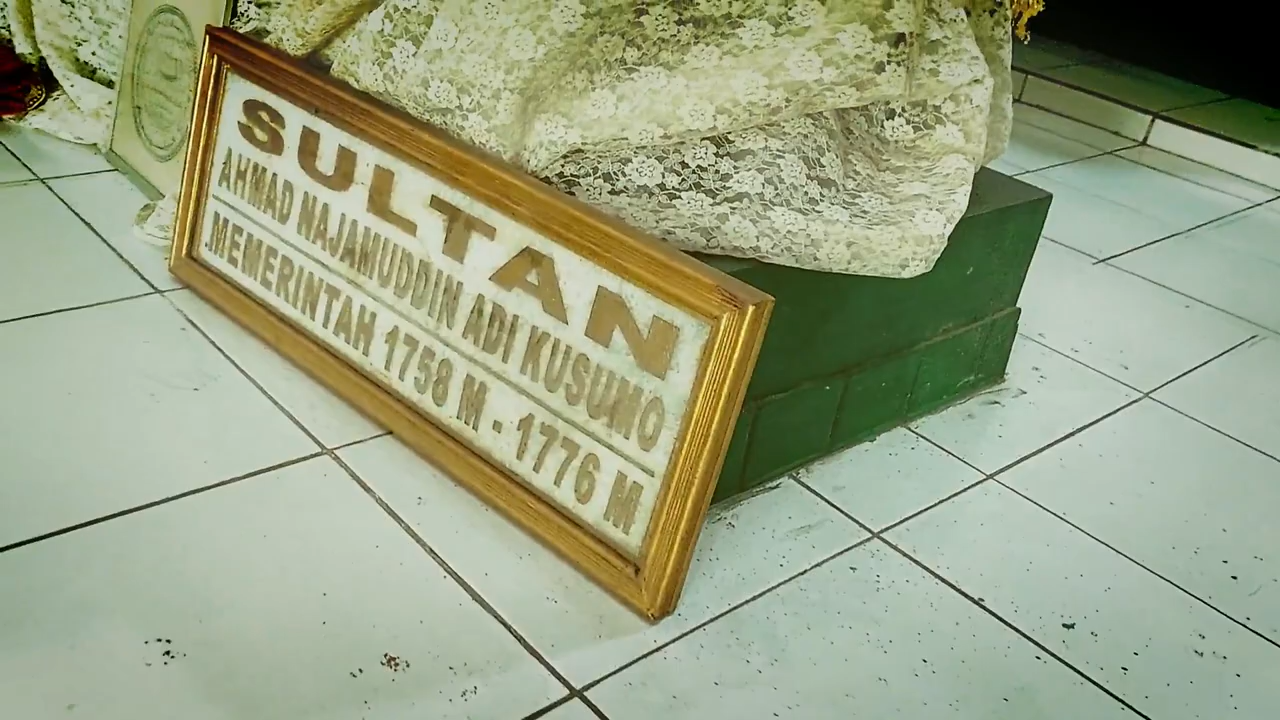 SULTAN
AHMAD NAJAMUDDIN ADI KUSUMO
MEMERINTAH 1758 M - 1776 M